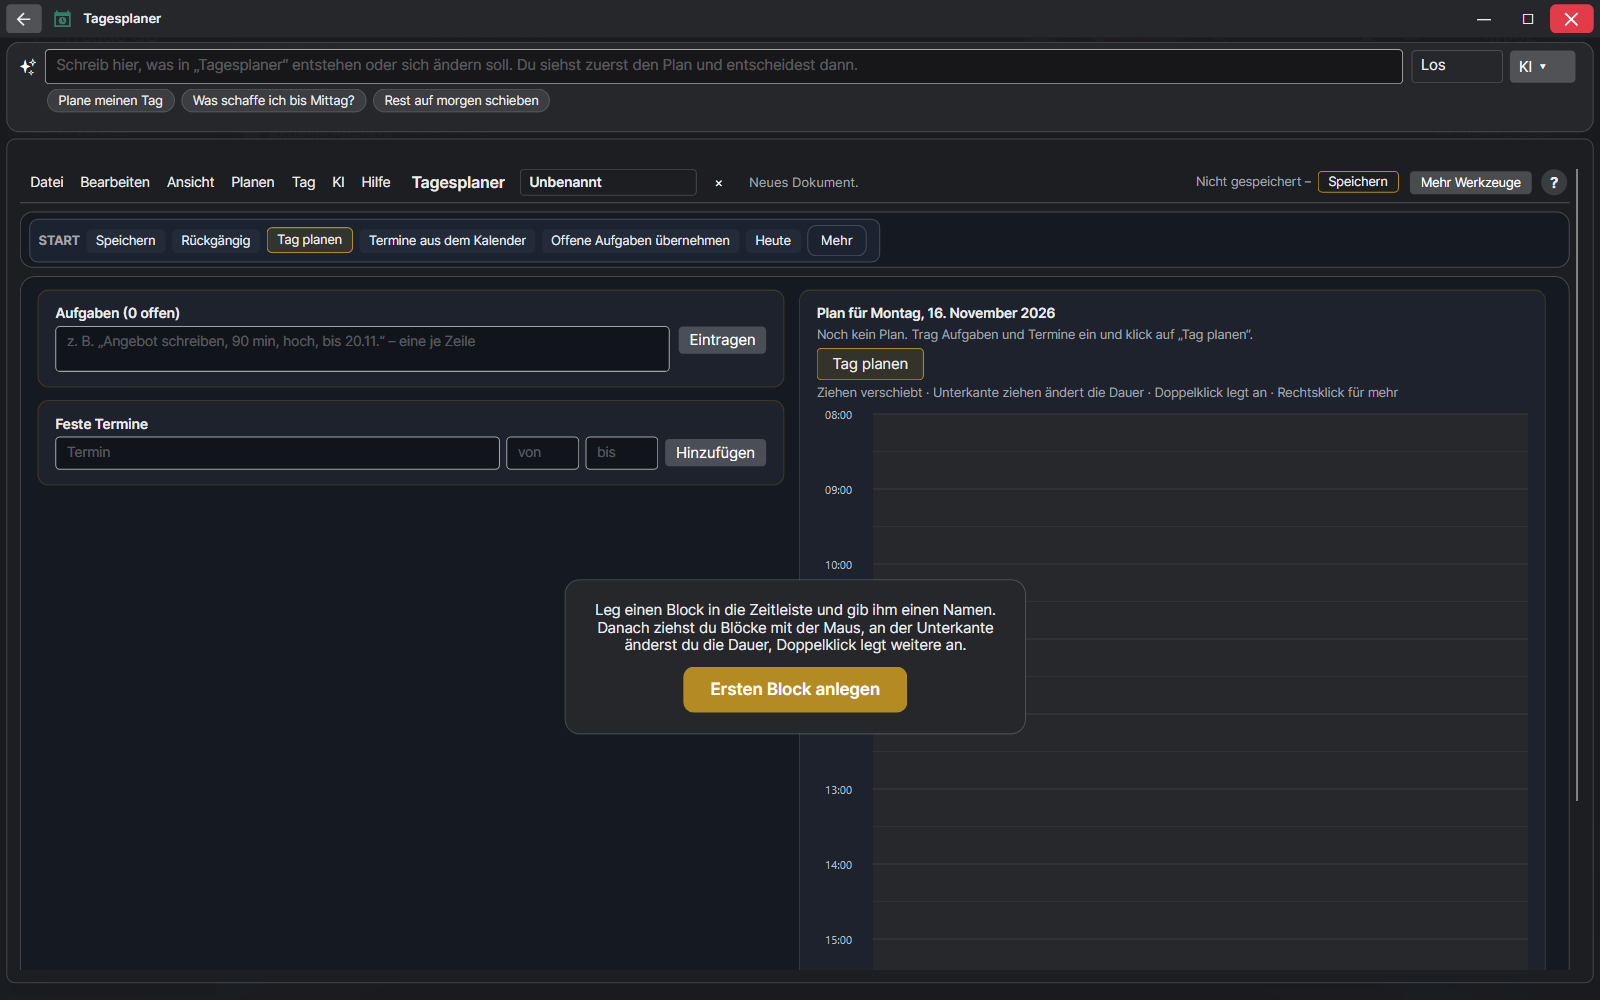 Tagesplaner
Schreib hier, was in „Tagesplaner“ entstehen oder sich ändern soll. Du siehst zuerst den Plan und entscheidest dann.
Los
KI
Plane meinen Tag
Was schaffe ich bis Mittag?
Rest auf morgen schieben
Datei Bearbeiten Ansicht Planen Tag KI Hilfe Tagesplaner Unbenannt × Neues Dokument.
Nicht gespeichert – Speichern Mehr Werkzeuge ?
START Speichern Rückgängig Tag planen Termine aus dem Kalender Offene Aufgaben übernehmen Heute Mehr
Aufgaben (0 offen)
z. B. „Angebot schreiben, 90 min, hoch, bis 20.11.“ – eine je Zeile
Eintragen
Feste Termine
Termin von bis Hinzufügen
Plan für Montag, 16. November 2026
Noch kein Plan. Trag Aufgaben und Termine ein und klick auf „Tag planen“.
Tag planen
Ziehen verschiebt · Unterkante ziehen ändert die Dauer · Doppelklick legt an · Rechtsklick für mehr
08:00
09:00
10:00
Leg einen Block in die Zeitleiste und gib ihm einen Namen.
Danach ziehst du Blöcke mit der Maus, an der Unterkante
änderst du die Dauer, Doppelklick legt weitere an.
Ersten Block anlegen
13:00
14:00
15:00